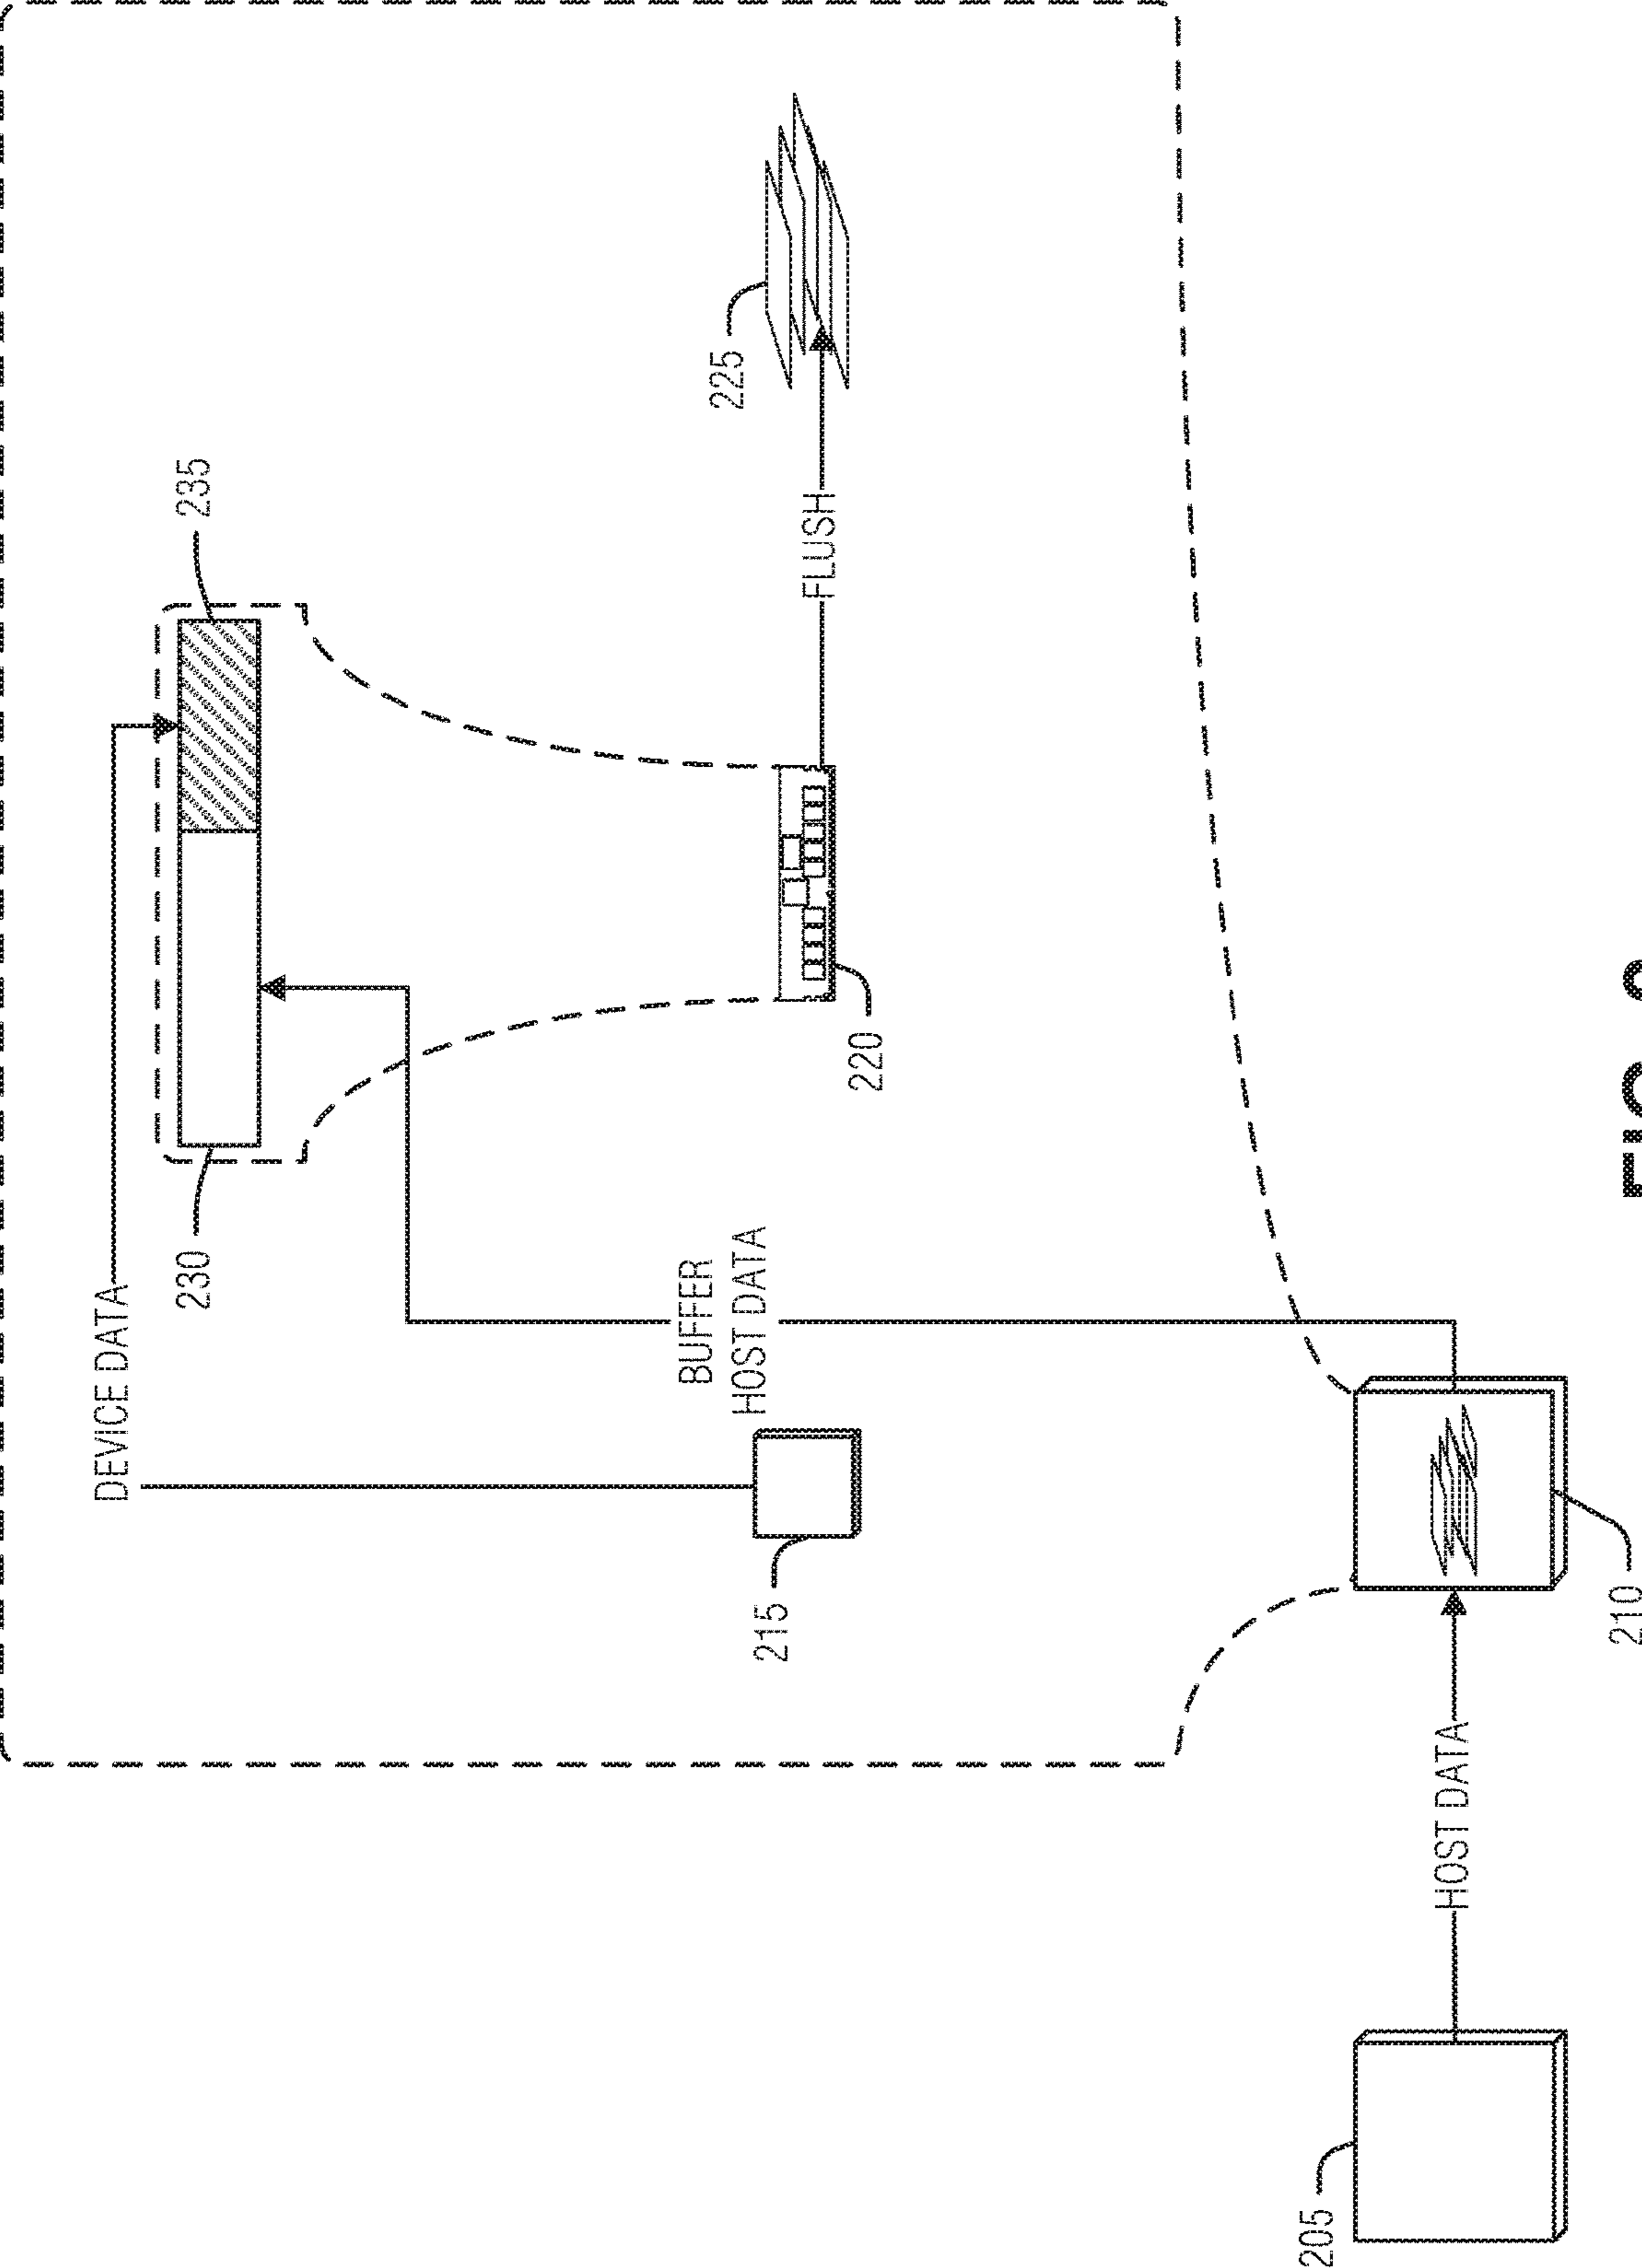 DEVICE DATA
230
235
BUFFER
HOST DATA
225
215
FLUSH
220
205
HOST DATA
210